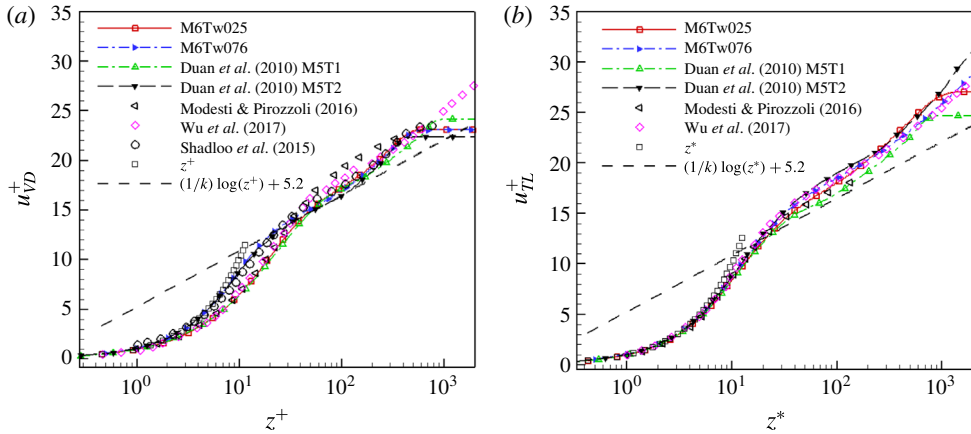 (a)
35
30
25
20
15
10
5
0
u+VD
M6Tw025
M6Tw076
Duan et al. (2010) M5T1
Duan et al. (2010) M5T2
Modesti & Pirozzoli (2016)
Wu et al. (2017)
Shadloo et al. (2015)
z+
(1/k) log(z+) + 5.2
10^0
10^1
10^2
10^3
z+
(b)
35
30
25
20
15
10
5
0
u+TL
M6Tw025
M6Tw076
Duan et al. (2010) M5T1
Duan et al. (2010) M5T2
Modesti & Pirozzoli (2016)
Wu et al. (2017)
z*
(1/k) log(z*) + 5.2
10^0
10^1
10^2
10^3
z*